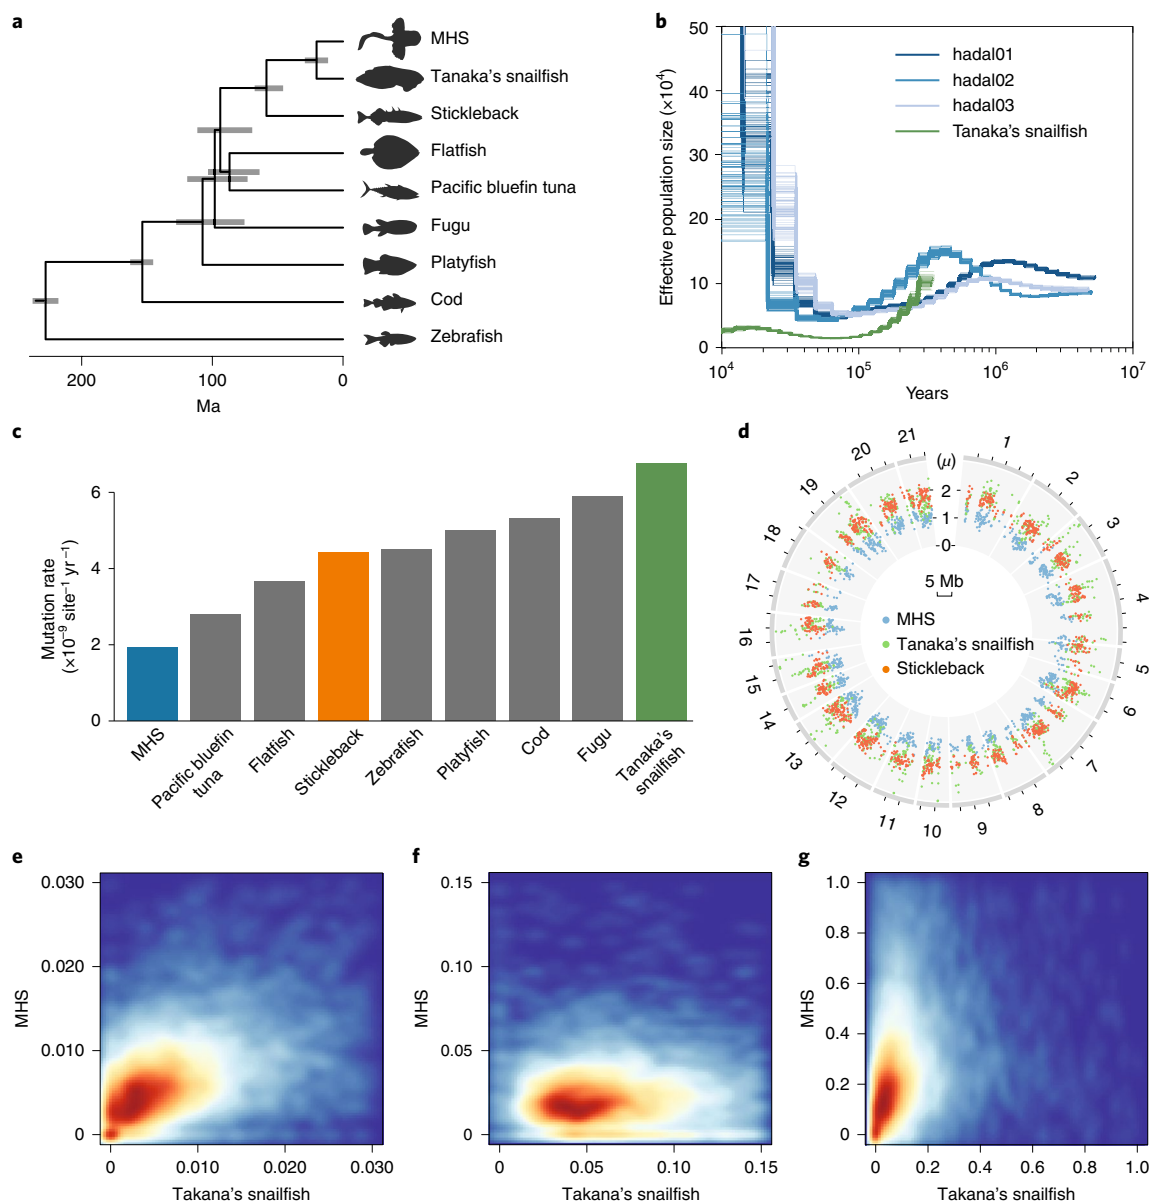 a
MHS
Tanaka's snailfish
Stickleback
Flatfish
Pacific bluefin tuna
Fugu
Platyfish
Cod
Zebrafish
200
100
0
Ma
b
50
40
30
20
10
0
Effective population size (×10⁴)
hadal01
hadal02
hadal03
Tanaka's snailfish
10⁴
10⁵
10⁶
10⁷
Years
c
6
4
2
0
Mutation rate
(×10⁻⁹ site⁻¹ yr⁻¹)
MHS
Pacific bluefin
tuna
Flatfish
Stickleback
Zebrafish
Platyfish
Cod
Fugu
Tanaka's
snailfish
d
1
2
3
4
5
6
7
8
9
10
11
12
13
14
15
16
17
18
19
20
21
(μ)
2
1
0
5 Mb
MHS
Tanaka's snailfish
Stickleback
e
0.030
0.020
0.010
0
MHS
0
0.010
0.020
0.030
Takana's snailfish
f
0.15
0.10
0.05
0
MHS
0
0.05
0.10
0.15
Takana's snailfish
g
1.0
0.8
0.6
0.4
0.2
0
MHS
0
0.2
0.4
0.6
0.8
1.0
Takana's snailfish